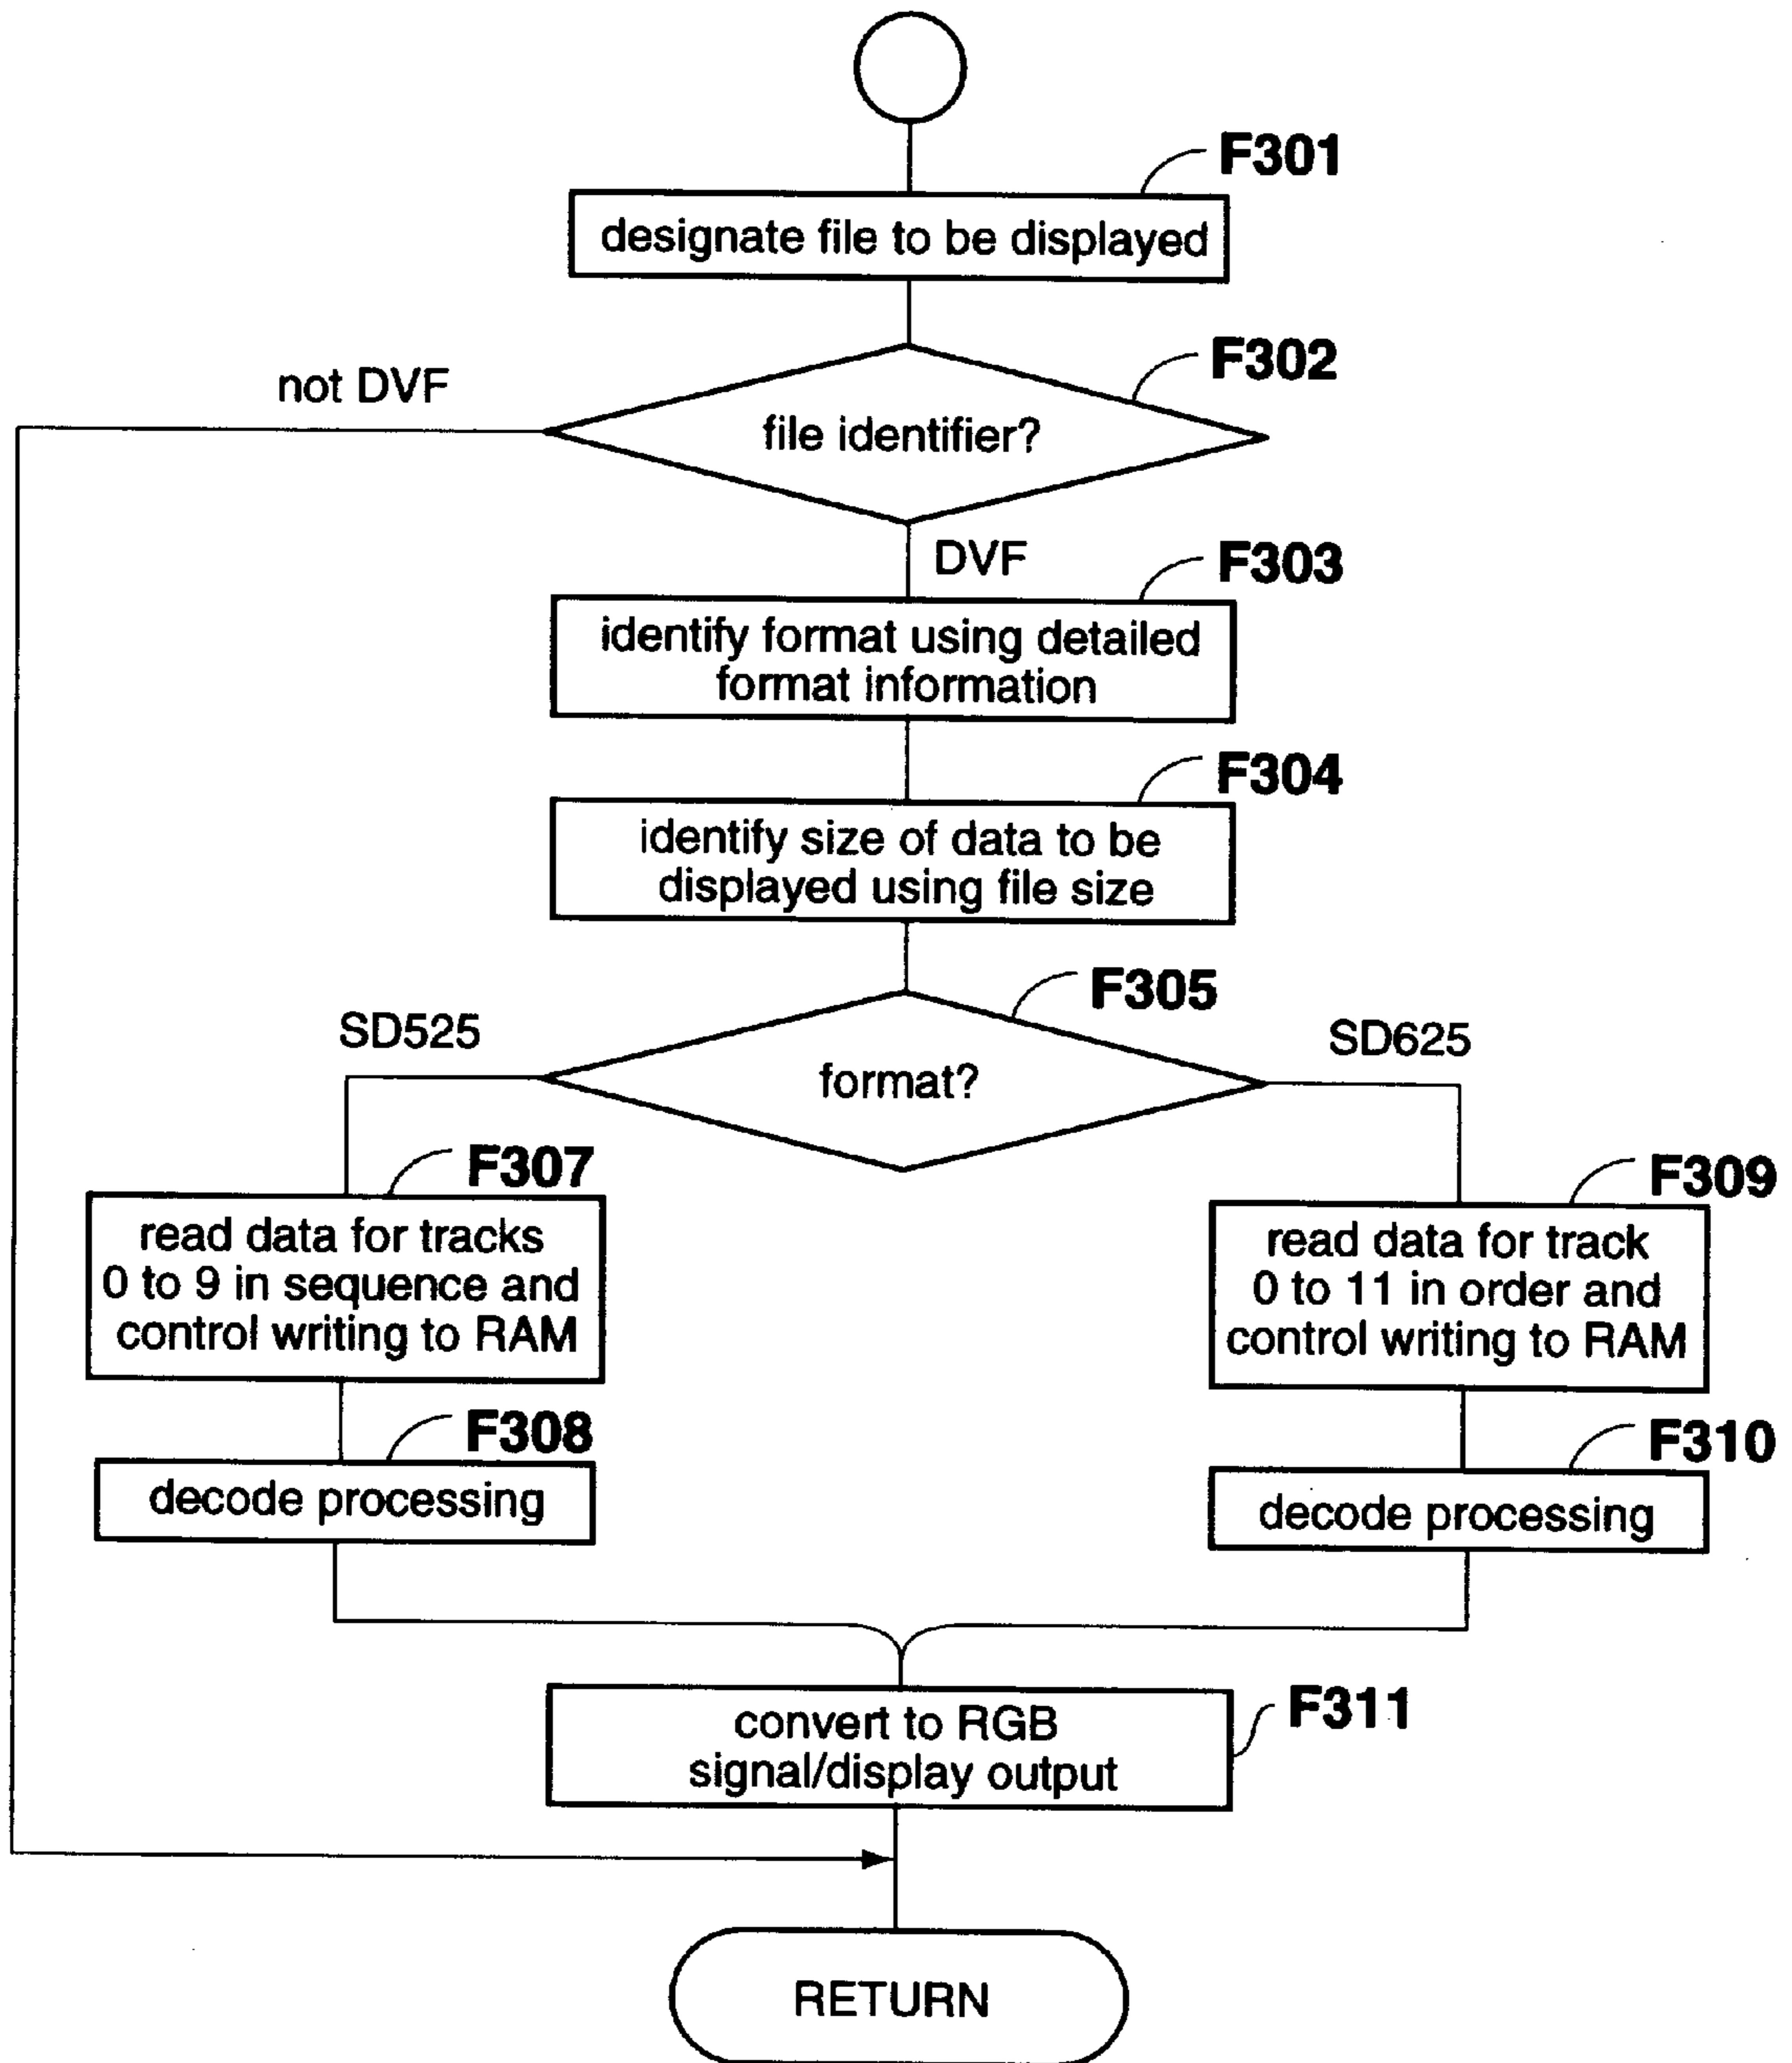 F301
designate file to be displayed
F302
not DVF
file identifier?
DVF
F303
identify format using detailed
format information
F304
identify size of data to be
displayed using file size
F305
SD525
SD625
format?
F307
F309
read data for tracks
0 to 9 in sequence and
control writing to RAM
read data for track
0 to 11 in order and
control writing to RAM
F308
F310
decode processing
decode processing
F311
convert to RGB
signal/display output
RETURN